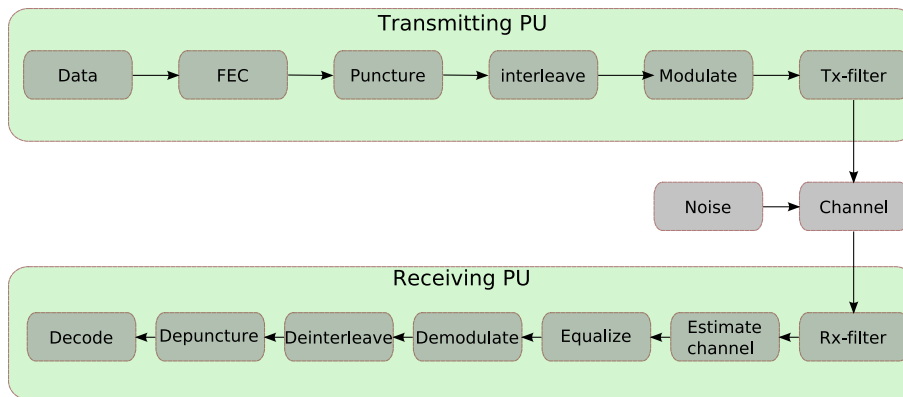 Transmitting PU
Data
FEC
Puncture
interleave
Modulate
Tx-filter
Noise
Channel
Receiving PU
Decode
Depuncture
Deinterleave
Demodulate
Equalize
Estimate
channel
Rx-filter